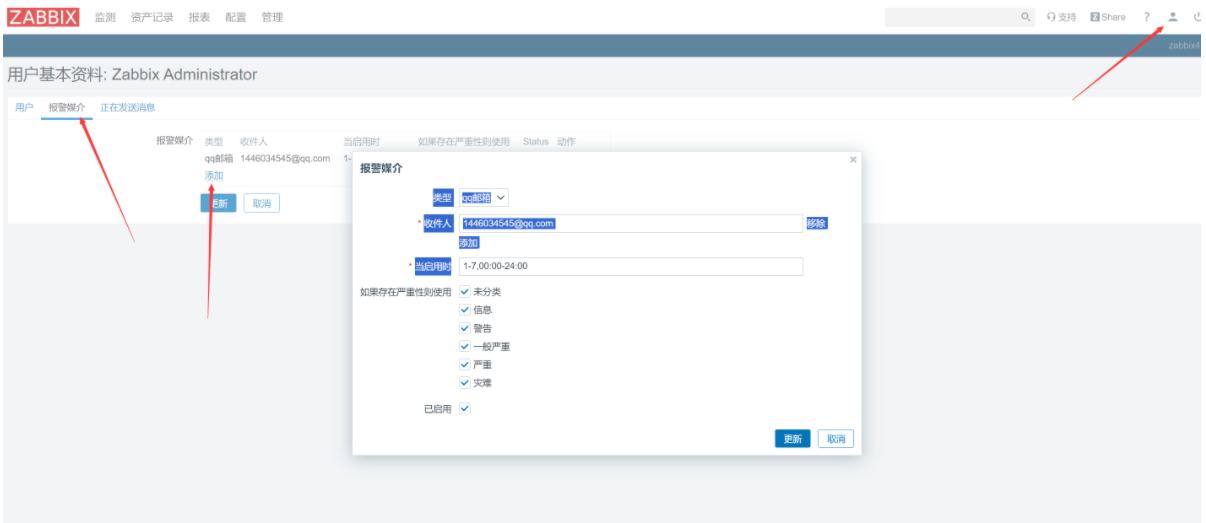 ZABBIX 监测 资产记录 报表 配置 管理 支持 Z Share ?
zabbix4
用户基本资料: Zabbix Administrator
用户 报警媒介 正在发送消息
报警媒介 类型 收件人 当启用时 如果存在严重性则使用 Status 动作
qq邮箱 1446034545@qq.com 1-
添加
更新 取消
报警媒介 ×
类型 qq邮箱
* 收件人 1446034545@qq.com 移除
添加
* 当启用时 1-7,00:00-24:00
如果存在严重性则使用 未分类
信息
警告
一般严重
严重
灾难
已启用
更新 取消